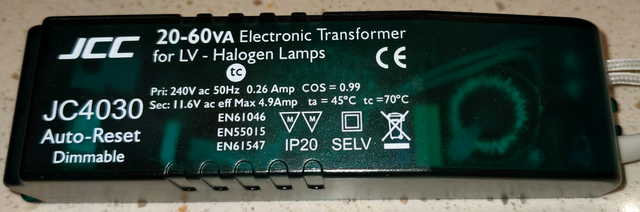 JCC
20-60VA Electronic Transformer
for LV - Halogen Lamps
CE
tc
Pri: 240V ac 50Hz 0.26 Amp COS = 0.99
Sec: 11.6V ac eff Max 4.9Amp ta = 45°C tc =70°C
JC4030
Auto-Reset
Dimmable
EN61046
EN55015
EN61547
M M
IP20 SELV